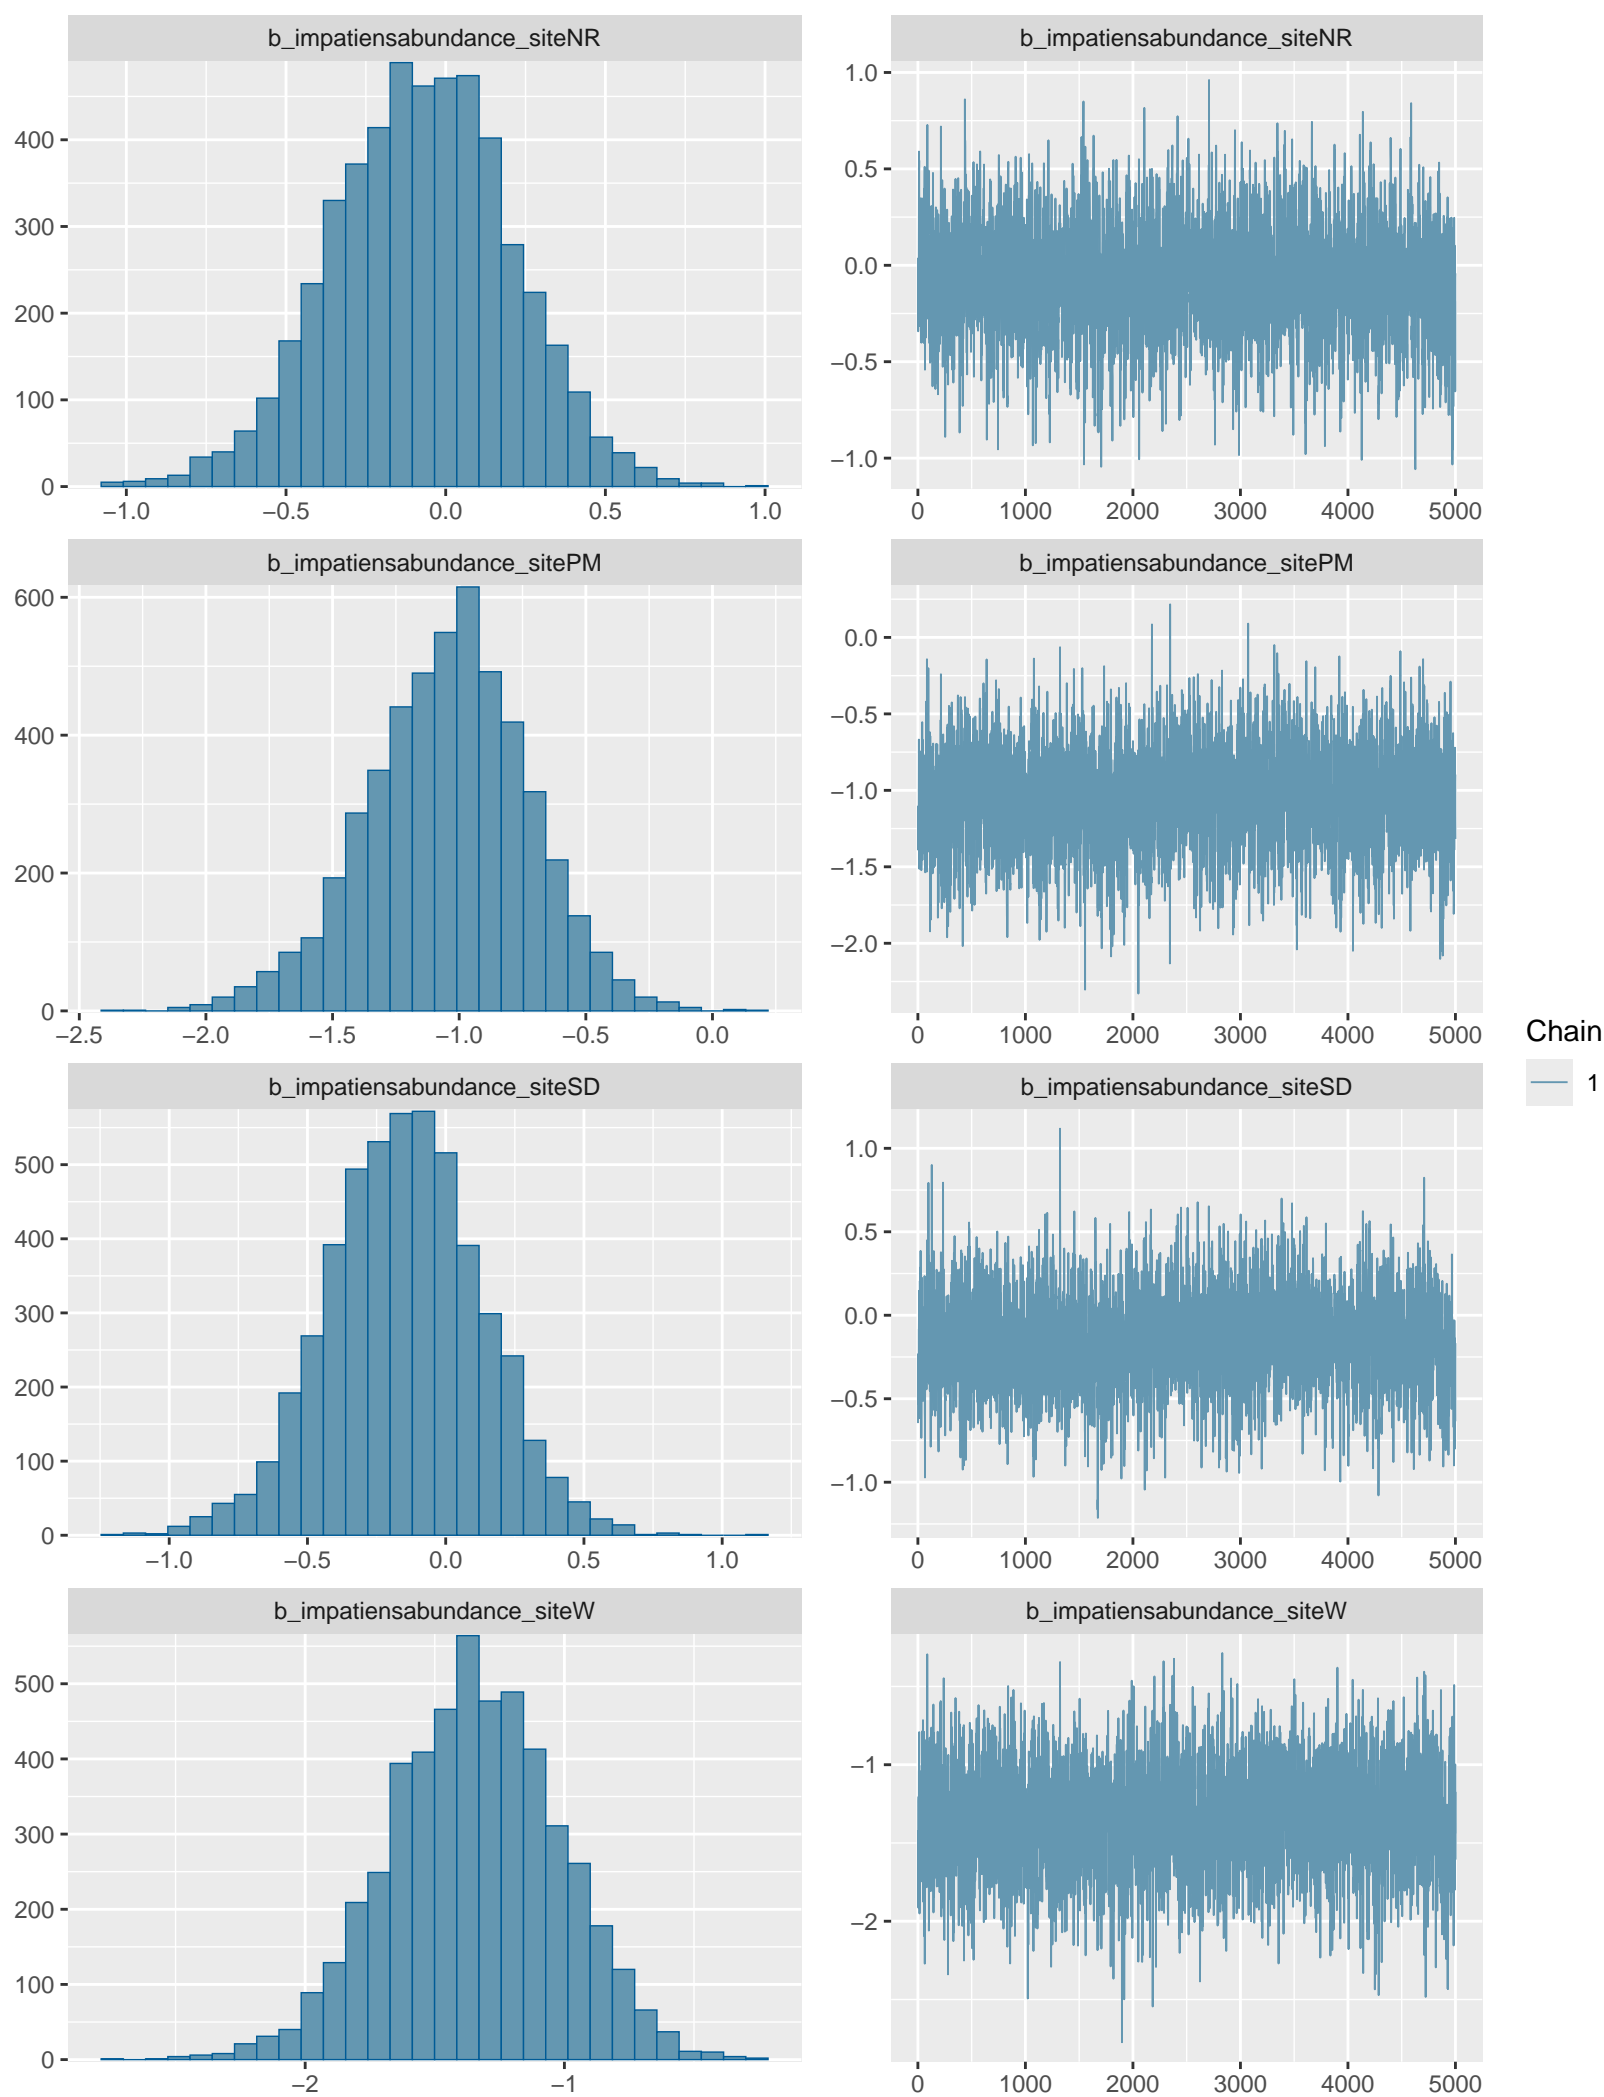 b_impatiensabundance_siteNR
b_impatiensabundance_siteNR
400
300
200
100
0
−1.0 −0.5 0.0 0.5 1.0
1.0
0.5
0.0
−0.5
−1.0
0 1000 2000 3000 4000 5000
b_impatiensabundance_sitePM
b_impatiensabundance_sitePM
600
400
200
0
−2.5 −2.0 −1.5 −1.0 −0.5 0.0
0.0
−0.5
−1.0
−1.5
−2.0
0 1000 2000 3000 4000 5000
Chain
1
b_impatiensabundance_siteSD
b_impatiensabundance_siteSD
500
400
300
200
100
0
−1.0 −0.5 0.0 0.5 1.0
1.0
0.5
0.0
−0.5
−1.0
0 1000 2000 3000 4000 5000
b_impatiensabundance_siteW
b_impatiensabundance_siteW
500
400
300
200
100
0
−2 −1
−1
−2
0 1000 2000 3000 4000 5000